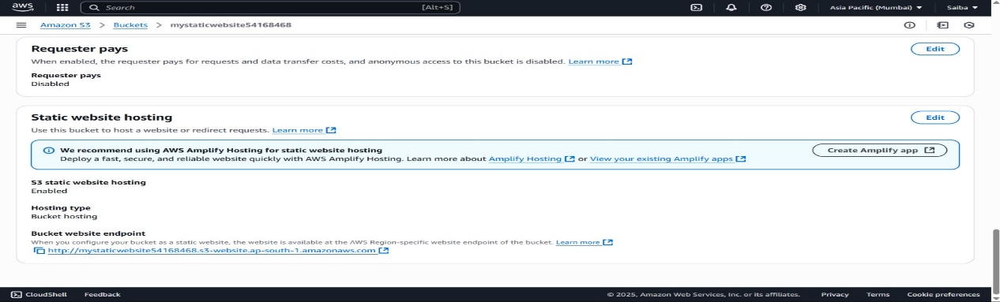 aws
Search [Alt+S] Asia Pacific (Mumbai) Saiba
Amazon S3 > Buckets > mystaticwebsite54168468
Requester pays Edit
When enabled, the requester pays for requests and data transfer costs, and anonymous access to this bucket is disabled. Learn more
Requester pays
Disabled
Static website hosting Edit
Use this bucket to host a website or redirect requests. Learn more
We recommend using AWS Amplify Hosting for static website hosting Create Amplify app
Deploy a fast, secure, and reliable website quickly with AWS Amplify Hosting. Learn more about Amplify Hosting or View your existing Amplify apps
S3 static website hosting
Enabled
Hosting type
Bucket hosting
Bucket website endpoint
When you configure your bucket as a static website, the website is available at the AWS Region-specific website endpoint of the bucket. Learn more
http://mystaticwebsite54168468.s3-website.ap-south-1.amazonaws.com
CloudShell Feedback © 2025, Amazon Web Services, Inc. or its affiliates. Privacy Terms Cookie preferences